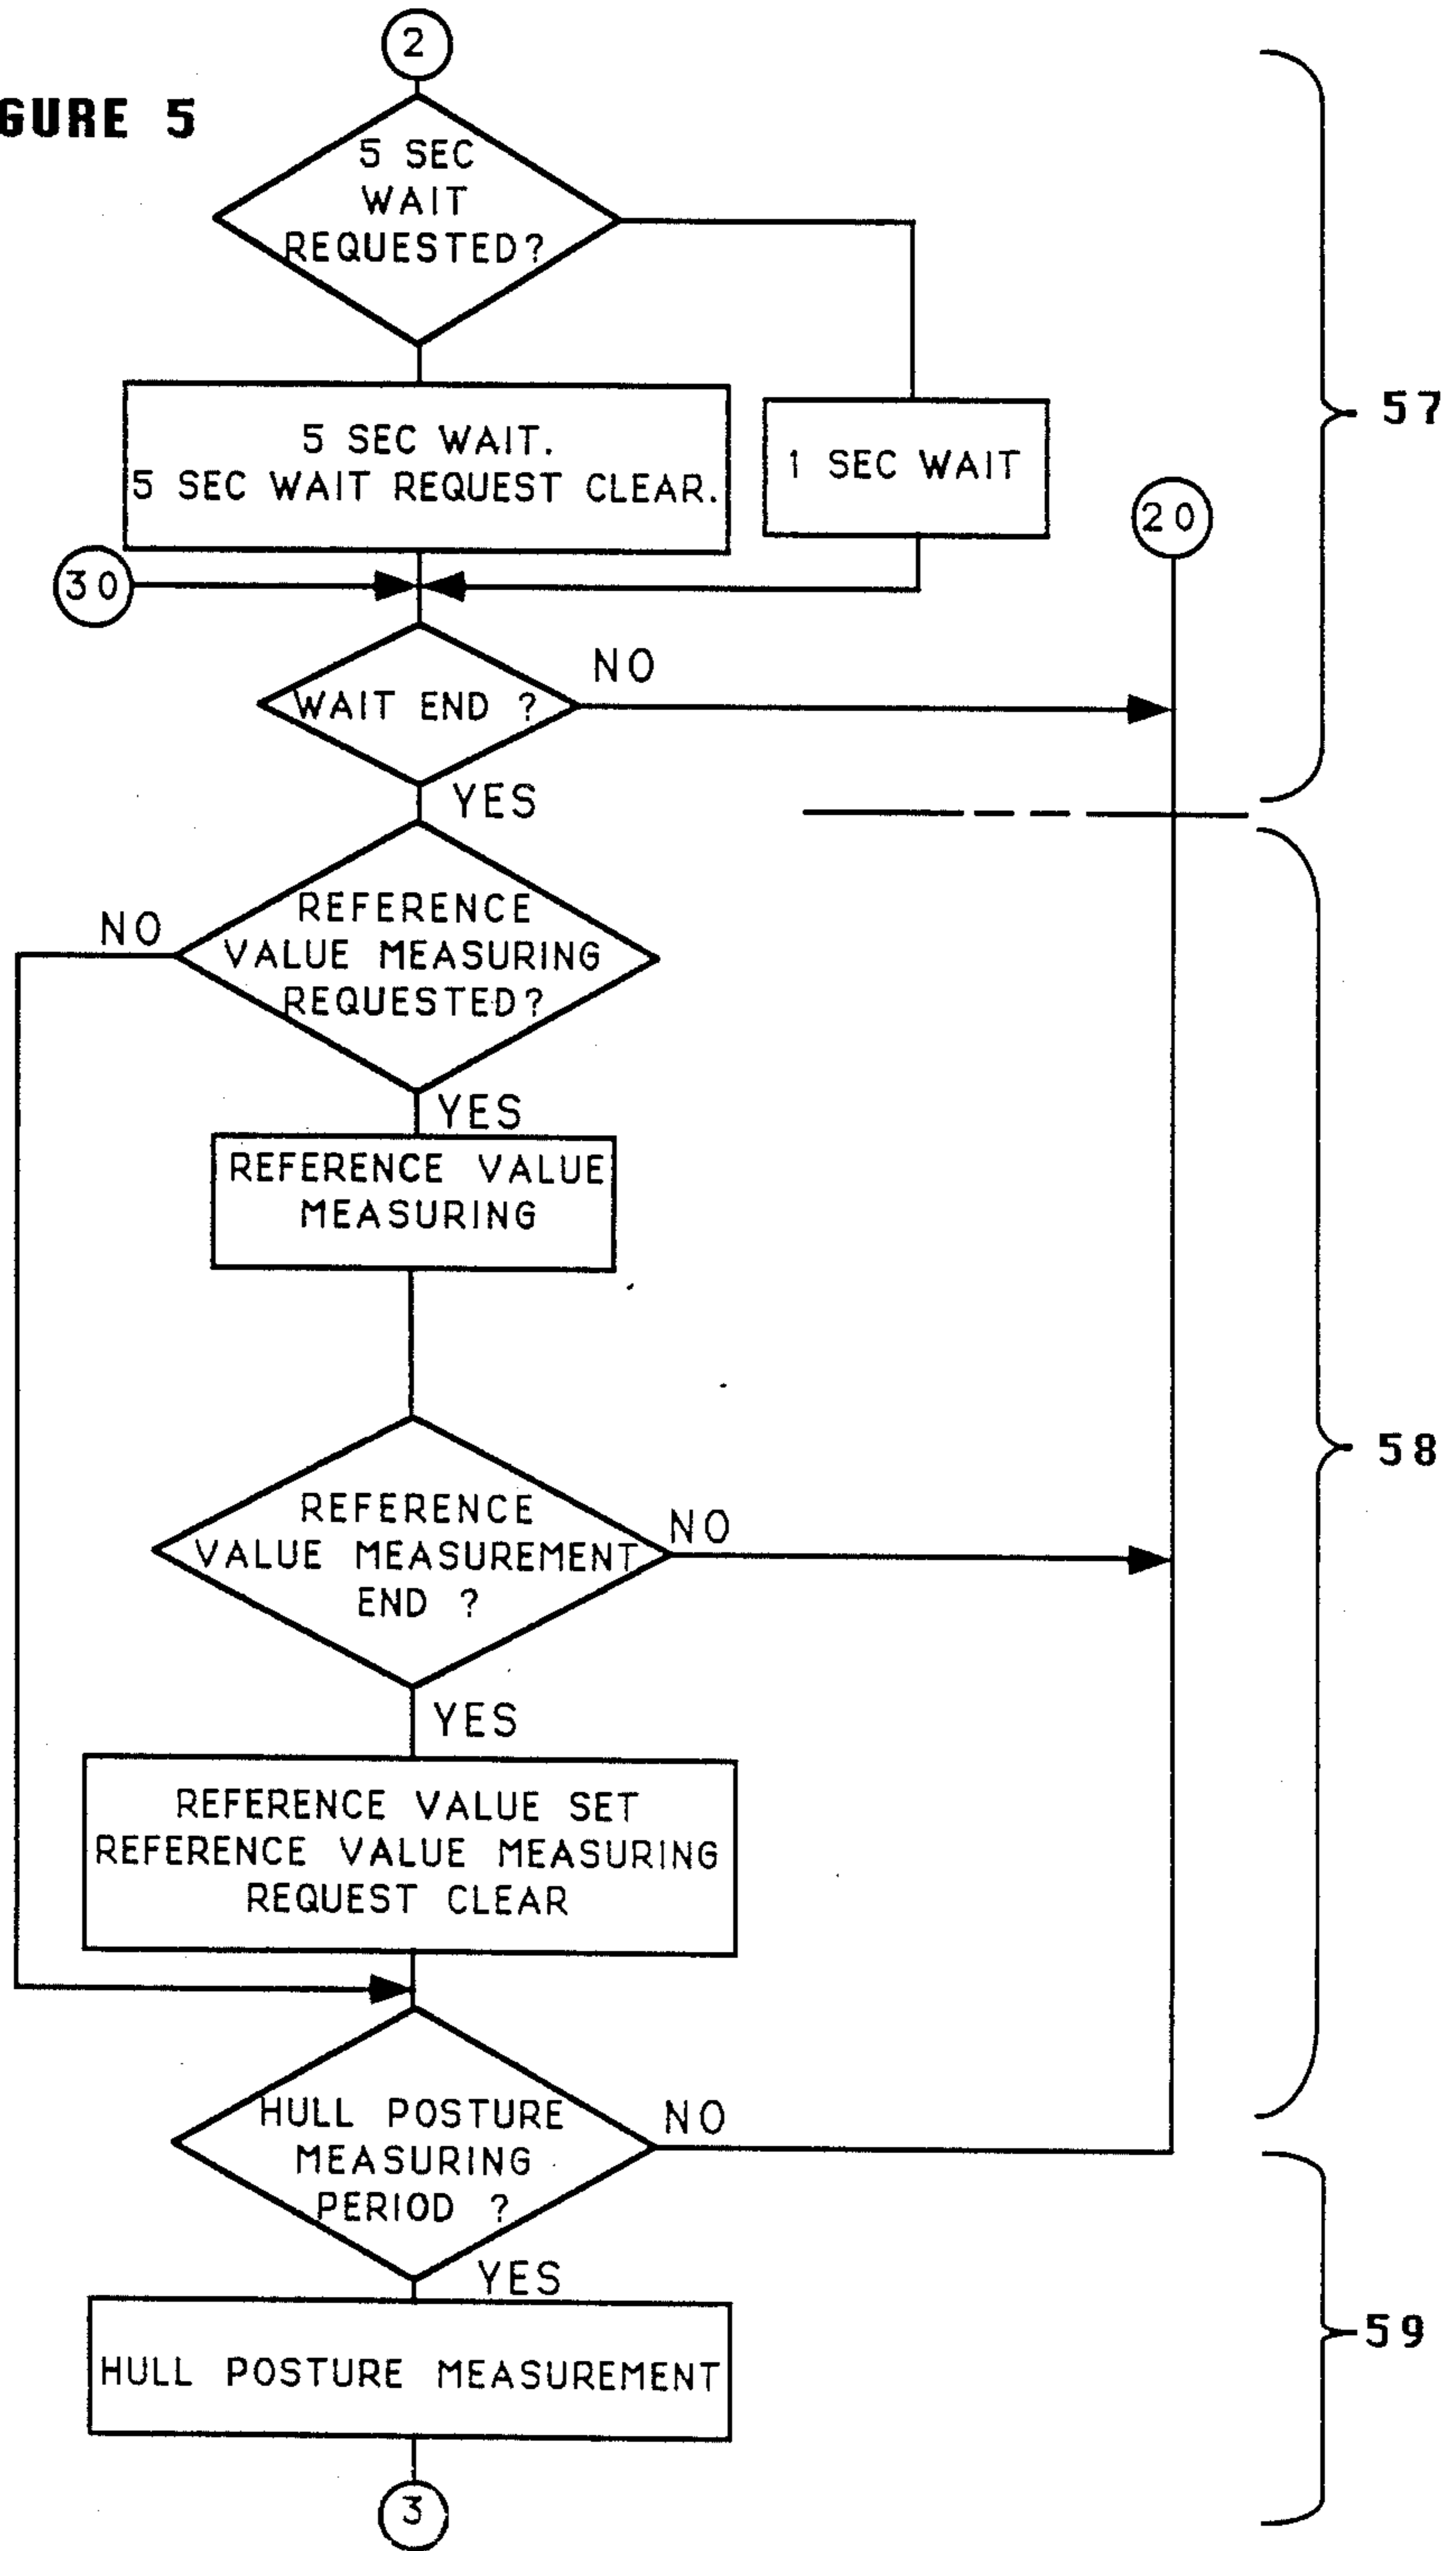 2
GURE 5
5 SEC
WAIT
REQUESTED?
5 SEC WAIT.
5 SEC WAIT REQUEST CLEAR.
1 SEC WAIT
57
20
30
WAIT END ?
NO
YES
REFERENCE
VALUE MEASURING
REQUESTED?
NO
YES
REFERENCE VALUE
MEASURING
58
REFERENCE
VALUE MEASUREMENT
END ?
NO
YES
REFERENCE VALUE SET
REFERENCE VALUE MEASURING
REQUEST CLEAR
HULL POSTURE
MEASURING
PERIOD ?
NO
YES
59
HULL POSTURE MEASUREMENT
3